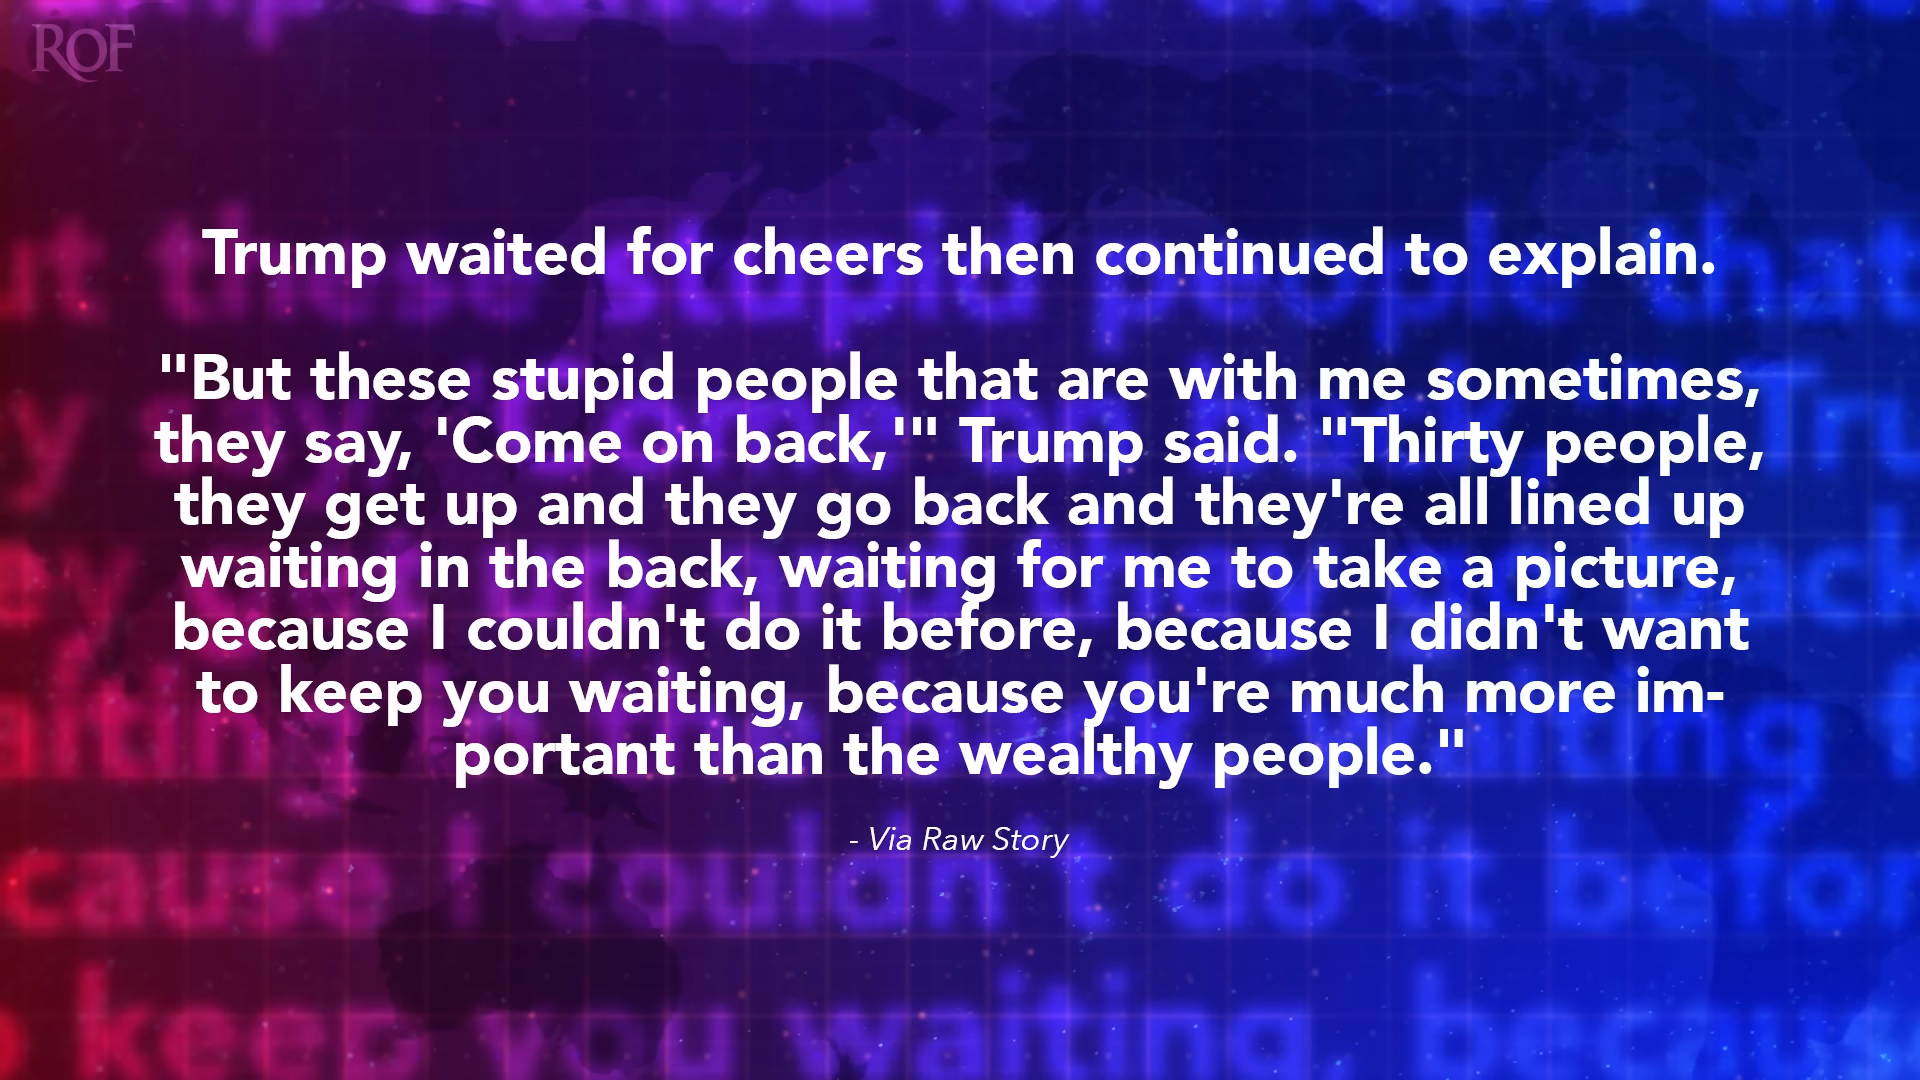 ROF
Trump waited for cheers then continued to explain.
"But these stupid people that are with me sometimes,
they say, 'Come on back,'" Trump said. "Thirty people,
they get up and they go back and they're all lined up
waiting in the back, waiting for me to take a picture,
because I couldn't do it before, because I didn't want
to keep you waiting, because you're much more im-
portant than the wealthy people."
- Via Raw Story